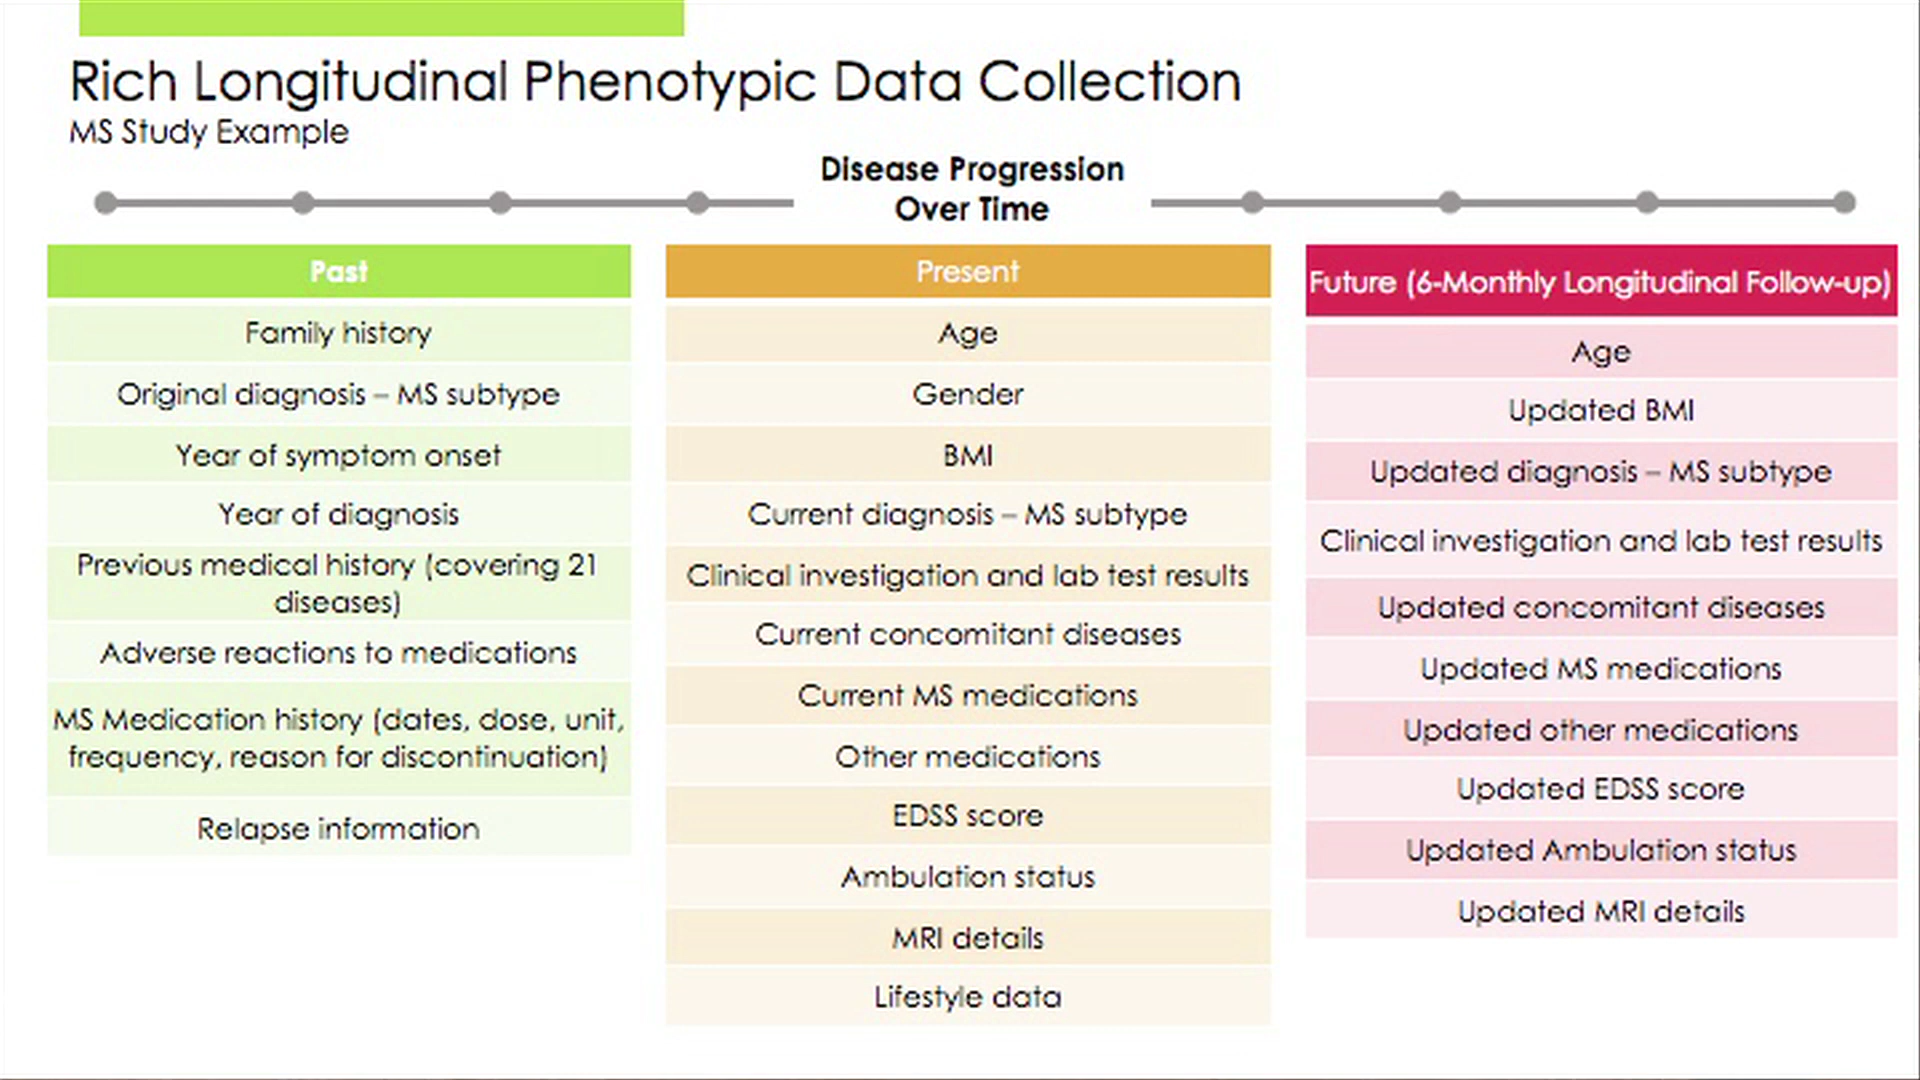 Rich Longitudinal Phenotypic Data Collection
MS Study Example
Disease Progression
Over Time
Past
Family history
Original diagnosis – MS subtype
Year of symptom onset
Year of diagnosis
Previous medical history (covering 21
diseases)
Adverse reactions to medications
MS Medication history (dates, dose, unit,
frequency, reason for discontinuation)
Relapse information
Present
Age
Gender
BMI
Current diagnosis – MS subtype
Clinical investigation and lab test results
Current concomitant diseases
Current MS medications
Other medications
EDSS score
Ambulation status
MRI details
Lifestyle data
Future (6-Monthly Longitudinal Follow-up)
Age
Updated BMI
Updated diagnosis – MS subtype
Clinical investigation and lab test results
Updated concomitant diseases
Updated MS medications
Updated other medications
Updated EDSS score
Updated Ambulation status
Updated MRI details